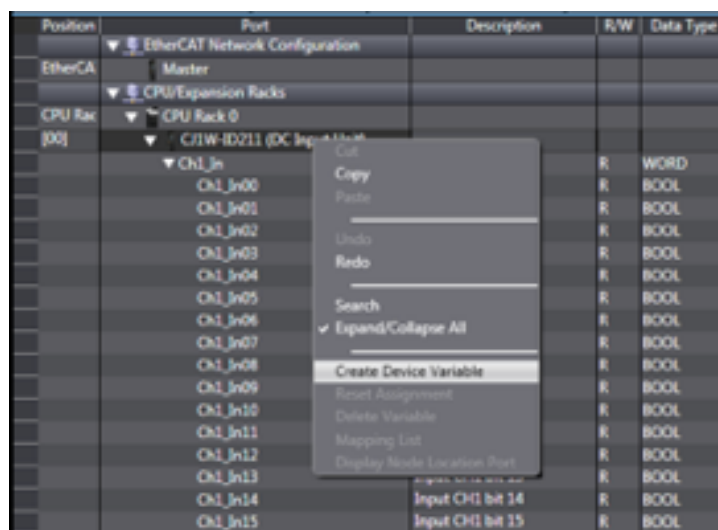 Position Port Description R/W Data Type
EtherCAT Network Configuration
EtherCA Master
CPU/Expansion Racks
CPU Rac CPU Rack 0
[00] CJ1W-ID211 (DC Input Unit)
Cut
Ch1_In R WORD
Copy
Ch1_In00 R BOOL
Paste
Ch1_In01 R BOOL
Ch1_In02 R BOOL
Undo
Ch1_In03 R BOOL
Redo
Ch1_In04 R BOOL
Ch1_In05 R BOOL
Search
Ch1_In06 R BOOL
Expand/Collapse All
Ch1_In07 R BOOL
Ch1_In08 R BOOL
Create Device Variable
Ch1_In09 R BOOL
Reset Assignment
Ch1_In10 R BOOL
Delete Variable
Ch1_In11 R BOOL
Mapping List
Ch1_In12 R BOOL
Display Node Location Port
Ch1_In13 Input CH1 bit 13 R BOOL
Ch1_In14 Input CH1 bit 14 R BOOL
Ch1_In15 Input CH1 bit 15 R BOOL